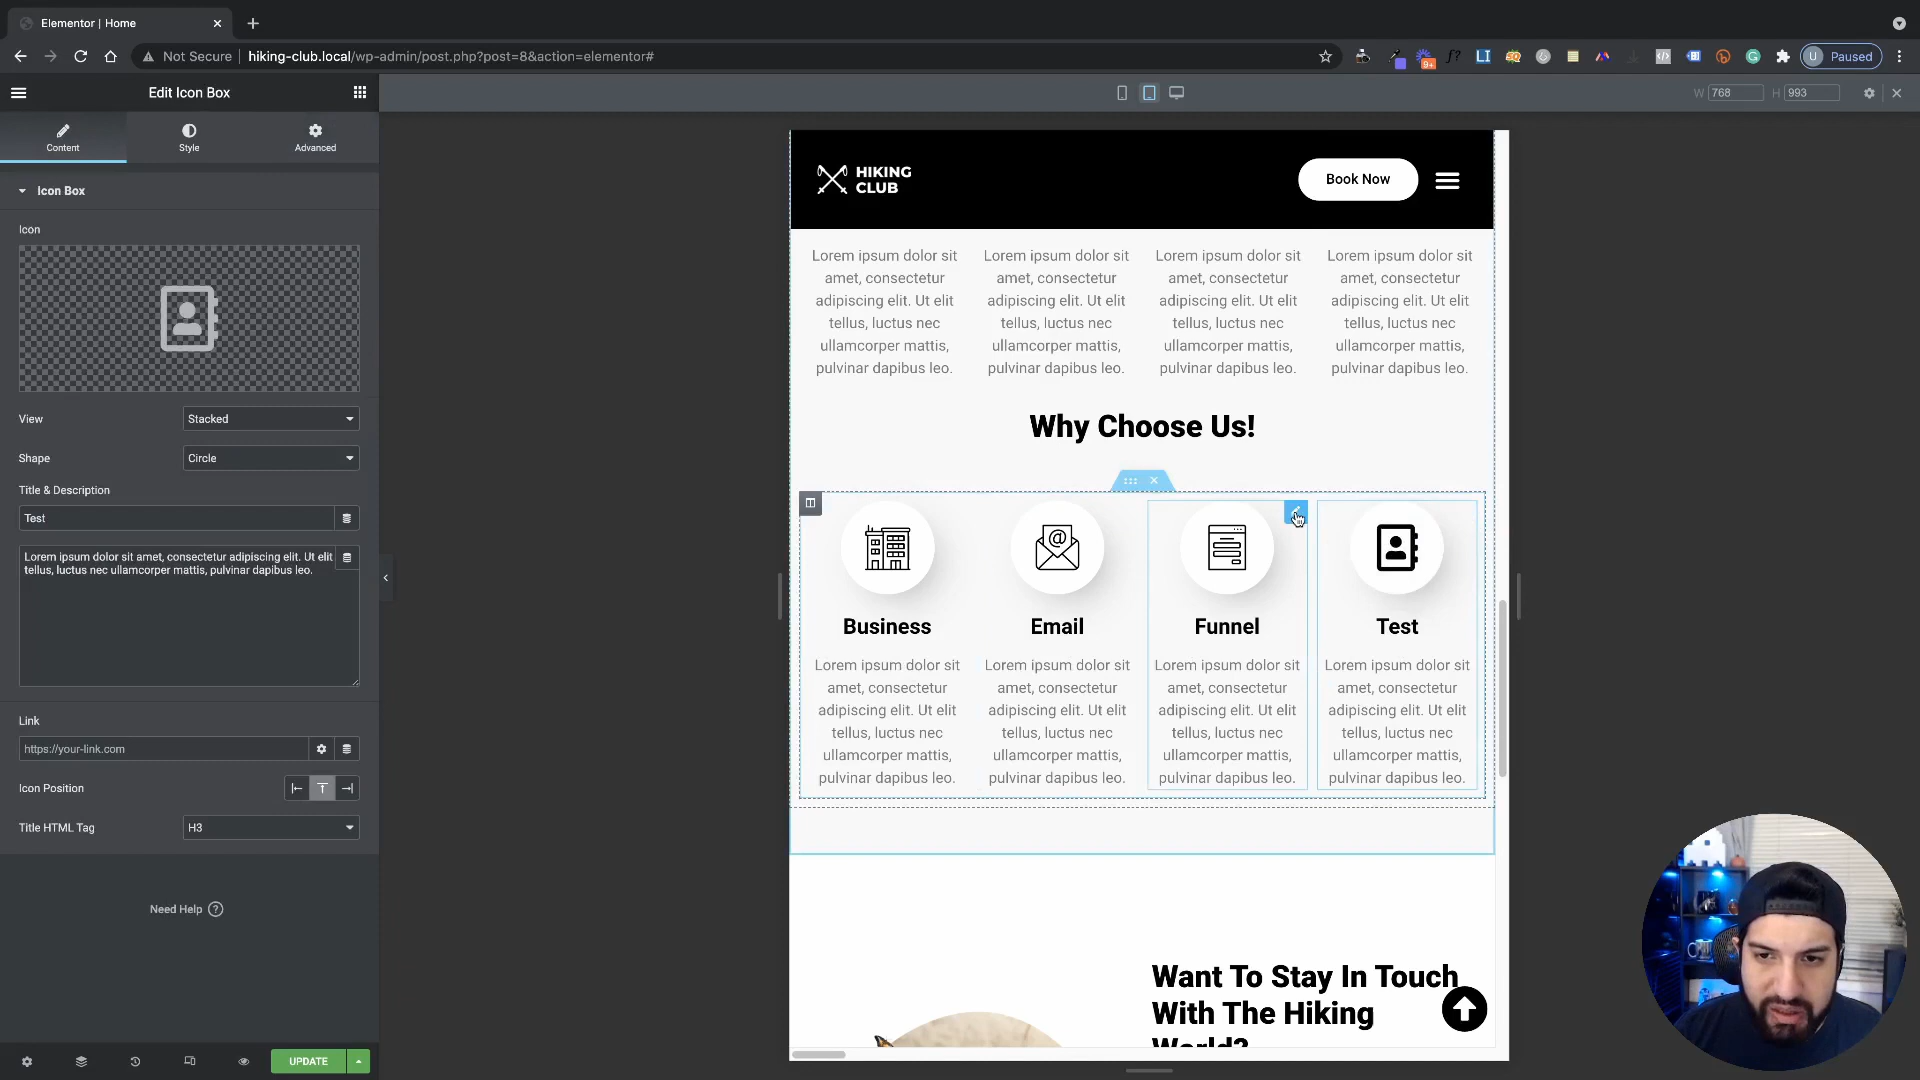 Elementor | Home
Not Secure hiking-club.local/wp-admin/post.php?post=8&action=elementor#
9+
f?
LI
U Paused
Edit Icon Box
W 768 H 993
Content Style Advanced
Icon Box
Icon
View Stacked
Shape Circle
Title & Description
Test
Lorem ipsum dolor sit amet, consectetur adipiscing elit. Ut elit
tellus, luctus nec ullamcorper mattis, pulvinar dapibus leo.
Link
https://your-link.com
Icon Position
Title HTML Tag H3
Need Help ?
UPDATE
HIKING
CLUB
Book Now
Lorem ipsum dolor sit Lorem ipsum dolor sit Lorem ipsum dolor sit Lorem ipsum dolor sit
amet, consectetur amet, consectetur amet, consectetur amet, consectetur
adipiscing elit. Ut elit adipiscing elit. Ut elit adipiscing elit. Ut elit adipiscing elit. Ut elit
tellus, luctus nec tellus, luctus nec tellus, luctus nec tellus, luctus nec
ullamcorper mattis, ullamcorper mattis, ullamcorper mattis, ullamcorper mattis,
pulvinar dapibus leo. pulvinar dapibus leo. pulvinar dapibus leo. pulvinar dapibus leo.
Why Choose Us!
@
Business Email Funnel Test
Lorem ipsum dolor sit Lorem ipsum dolor sit Lorem ipsum dolor sit Lorem ipsum dolor sit
amet, consectetur amet, consectetur amet, consectetur amet, consectetur
adipiscing elit. Ut elit adipiscing elit. Ut elit adipiscing elit. Ut elit adipiscing elit. Ut elit
tellus, luctus nec tellus, luctus nec tellus, luctus nec tellus, luctus nec
ullamcorper mattis, ullamcorper mattis, ullamcorper mattis, ullamcorper mattis,
pulvinar dapibus leo. pulvinar dapibus leo. pulvinar dapibus leo. pulvinar dapibus leo.
Want To Stay In Touch
With The Hiking
World?